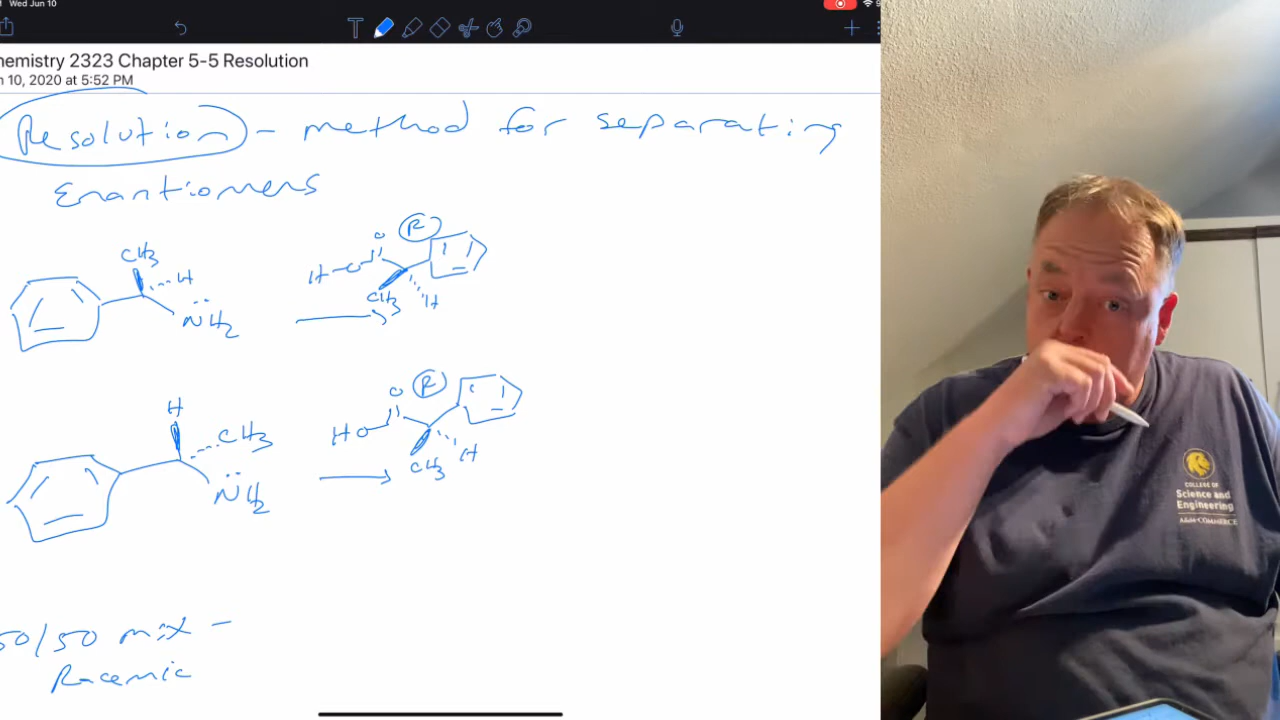 Wed Jun 10
hemistry 2323 Chapter 5-5 Resolution
n 10, 2020 at 5:52 PM
Resolution - method for separating
Enantiomers
CH3
H
NH2
H-O
O
R
CH3
H
H
CH3
NH2
HO
O
R
CH3
H
50/50 mix -
Racemic
COLLEGE OF
Science and
Engineering
A&M-COMMERCE